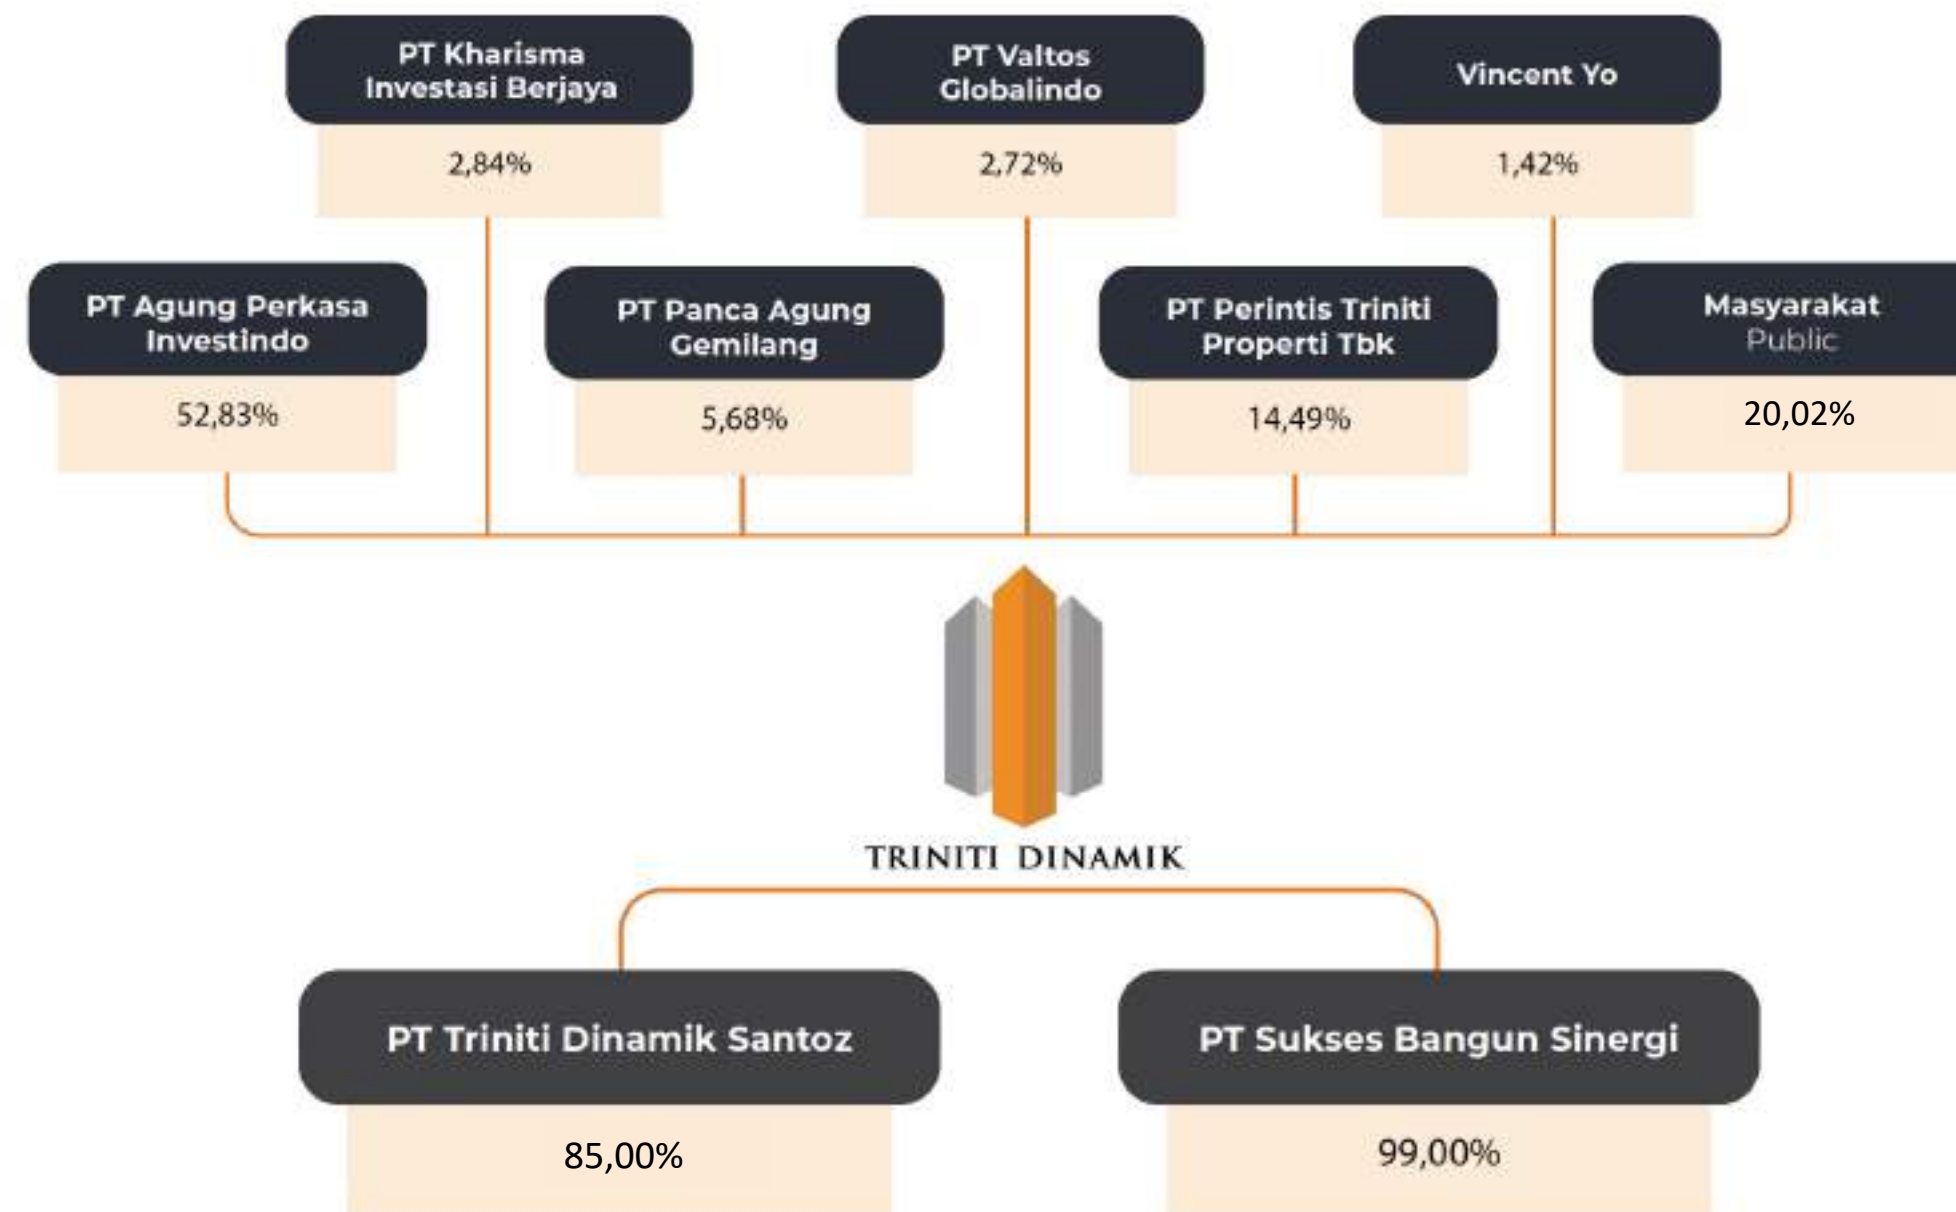 PT Kharisma
Investasi Berjaya
2,84%
PT Valtos
Globalindo
2,72%
Vincent Yo
1,42%
PT Agung Perkasa
Investindo
52,83%
PT Panca Agung
Gemilang
5,68%
PT Perintis Triniti
Properti Tbk
14,49%
Masyarakat
Public
20,02%
TRINITI DINAMIK
PT Triniti Dinamik Santoz
85,00%
PT Sukses Bangun Sinergi
99,00%